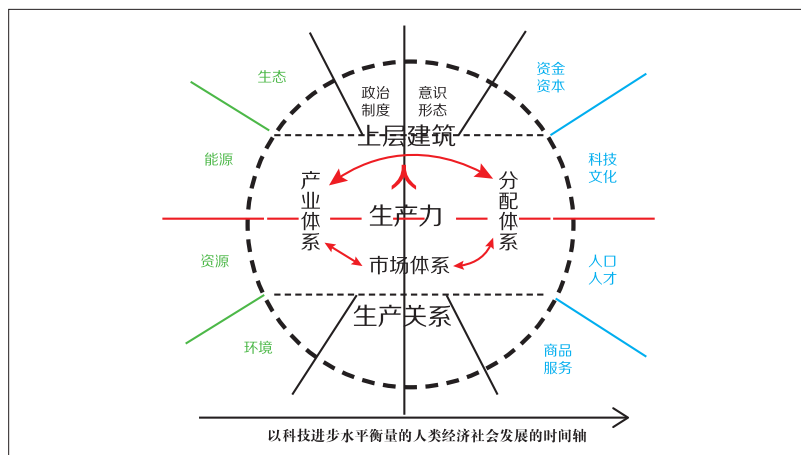 生态
能源
资源
环境
政治
制度
意识
形态
上层建筑
产业体系
人
生产力
分配体系
市场体系
生产关系
资金
资本
科技
文化
人口
人才
商品
服务
以科技进步水平衡量的人类经济社会发展的时间轴